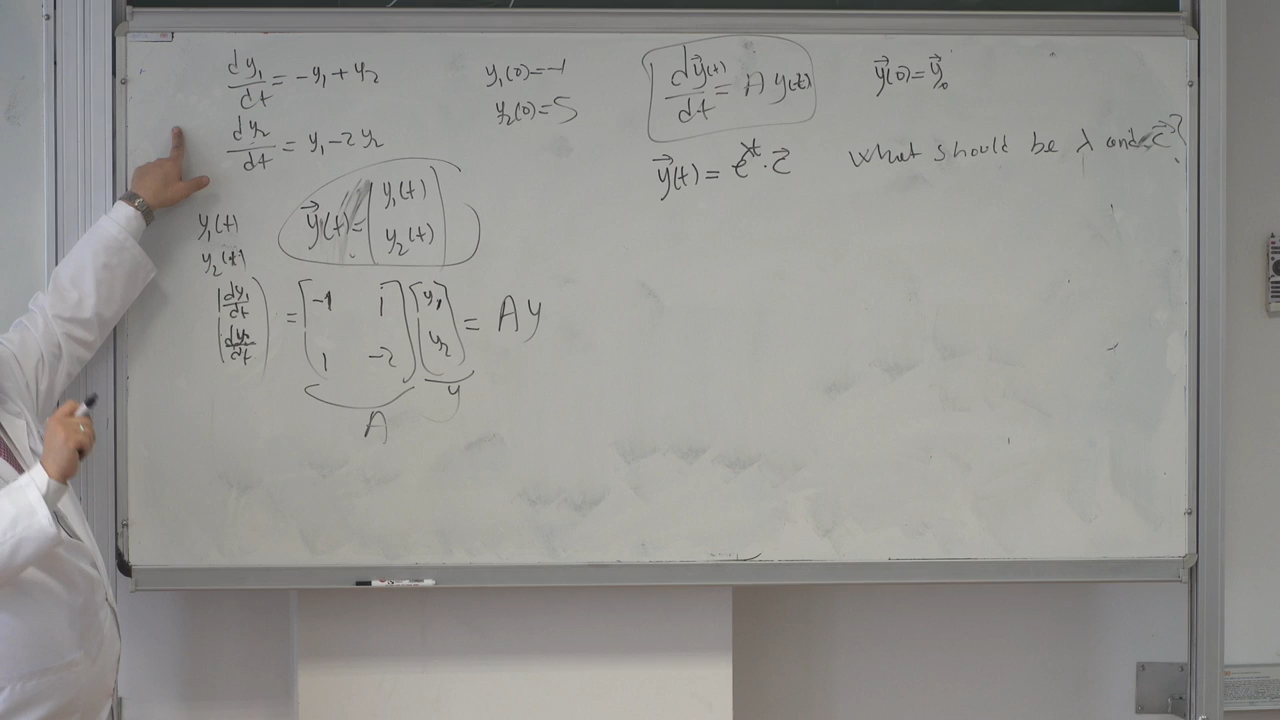 dy₁/dt = -y₁ + y₂
dy₂/dt = y₁ - 2y₂
y₁(0) = -1
y₂(0) = 5
dy⃗(t)/dt = A y(t)
y⃗(0) = y⃗₀
y⃗(t) = e^λt · c⃗
What should be λ and c⃗?
y⃗(t) = (y₁(t) y₂(t))
y₁(t)
y₂(t)
(dy₁/dt dy₂/dt) = [-1 1 1 -2] [y₁ y₂] = Ay
A
y